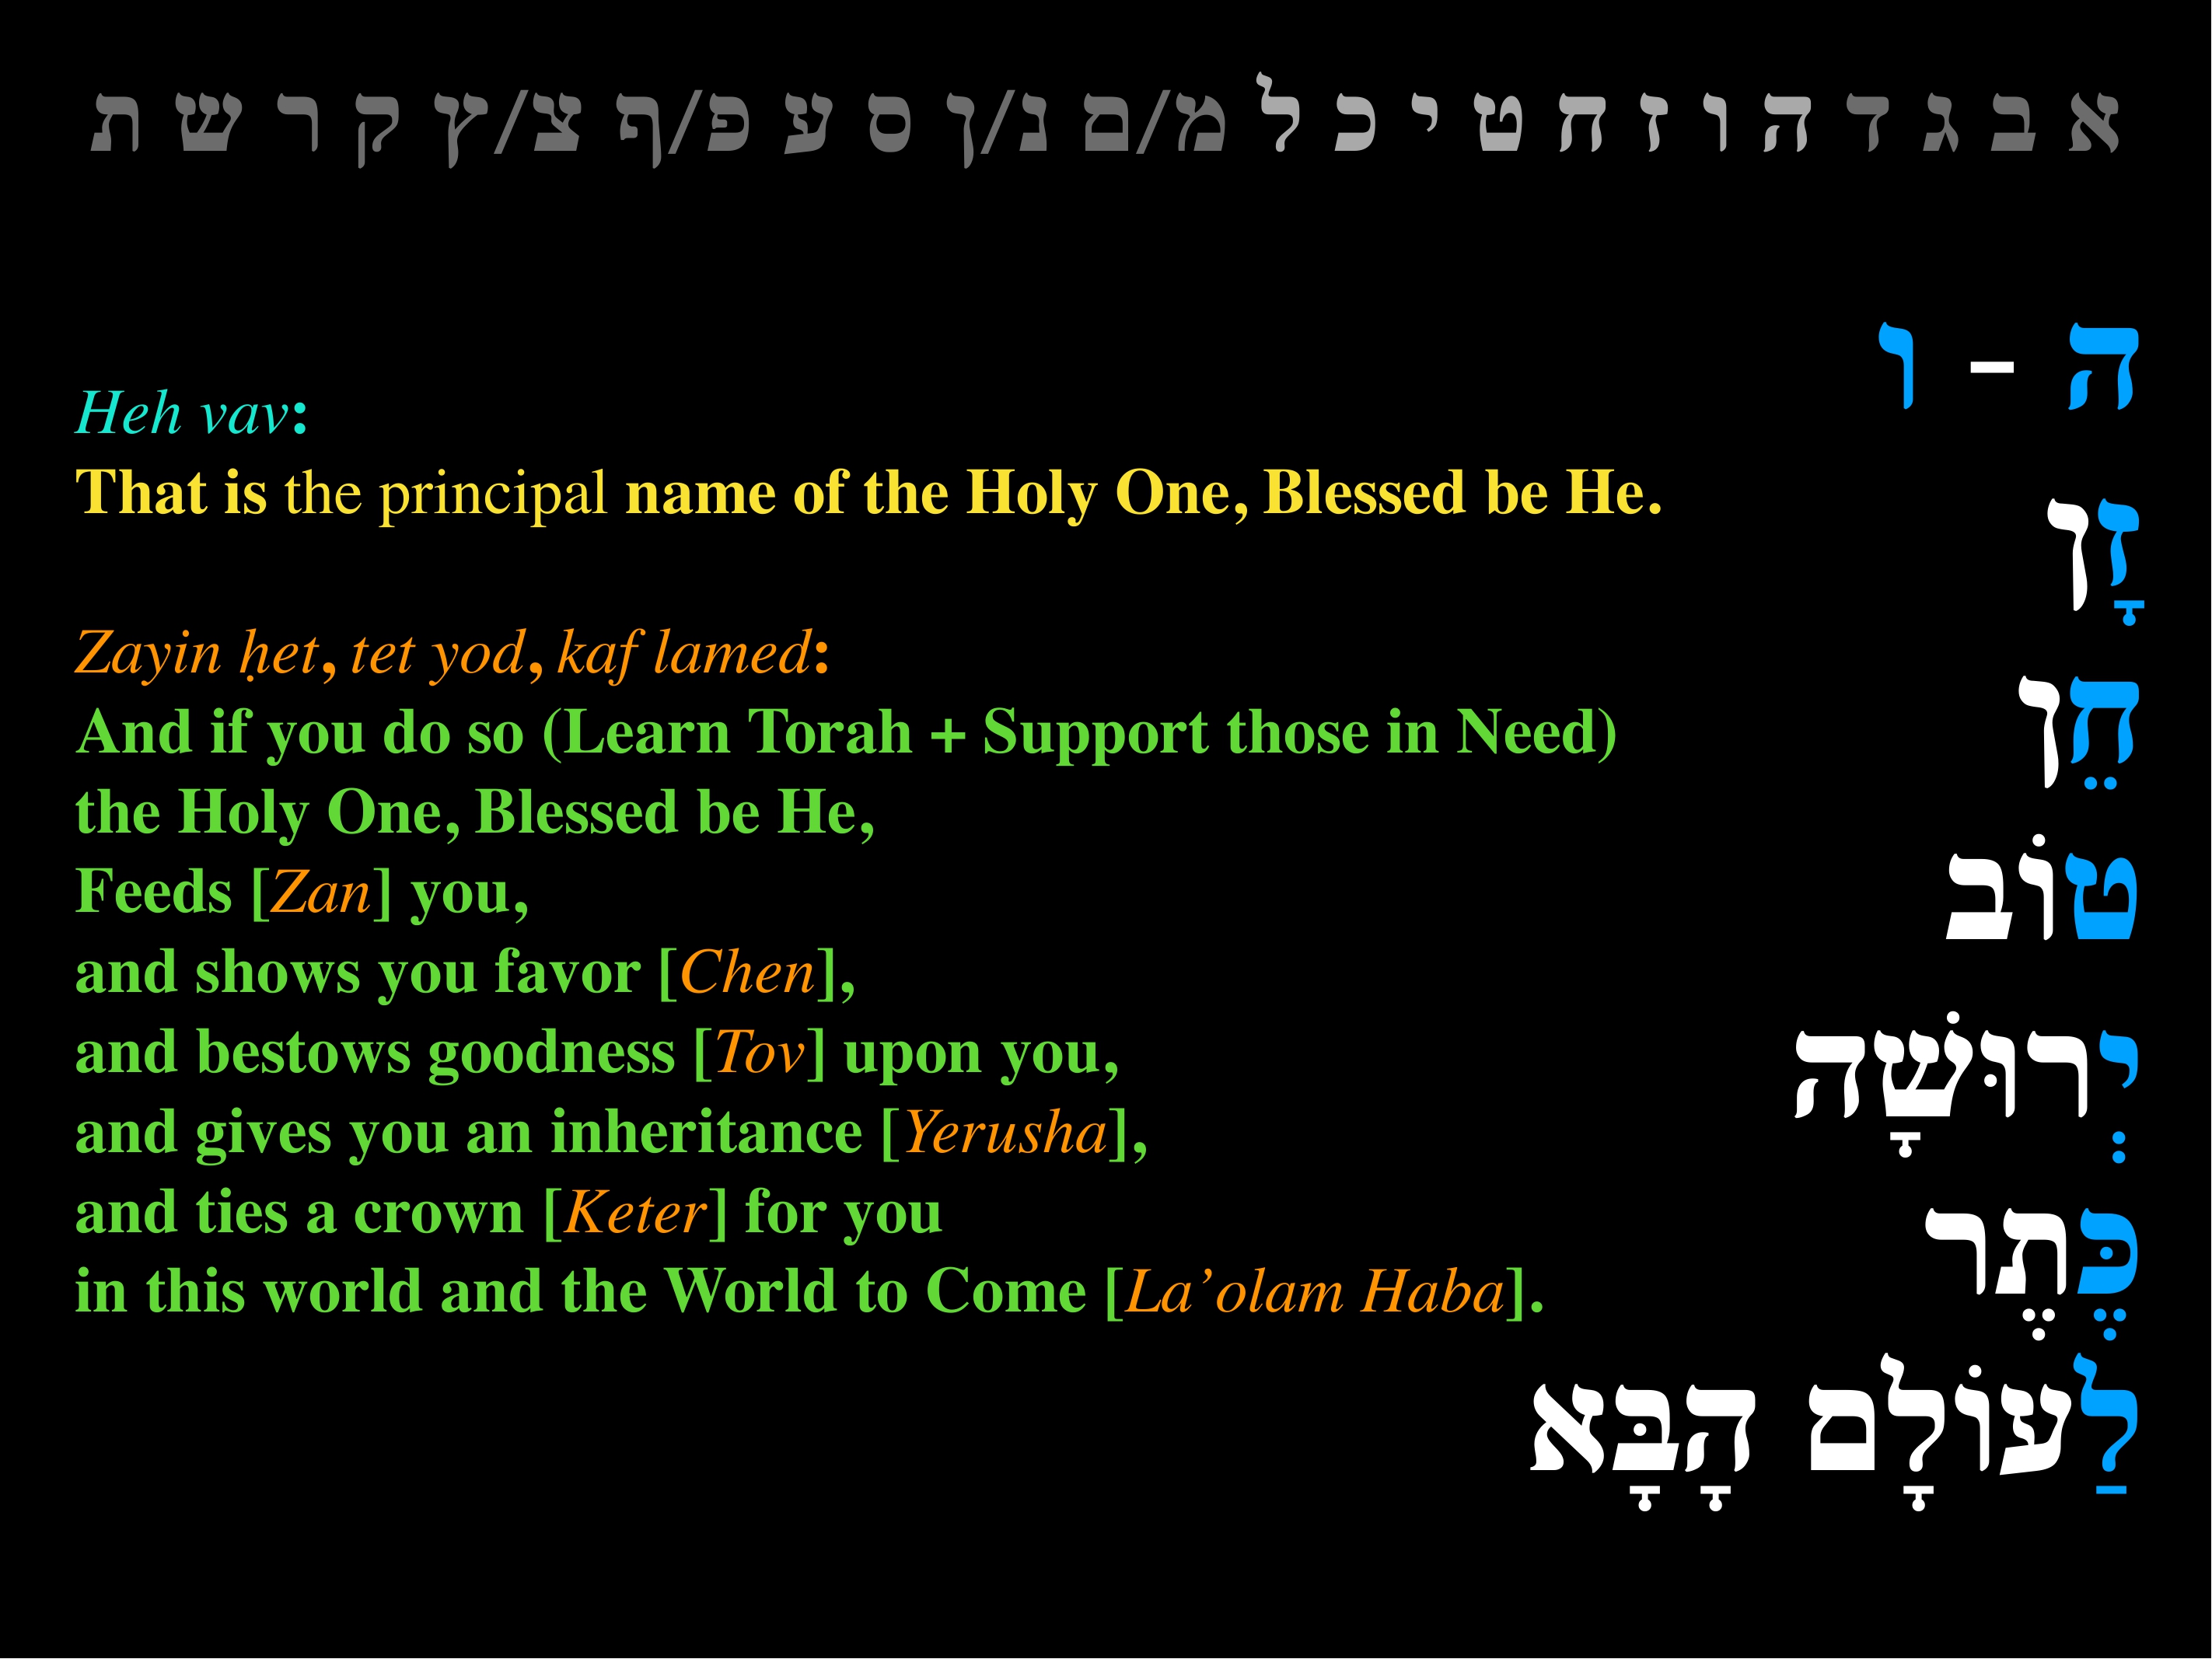 א ב ג ד ה ו ז ח ט י כ ל מ/ם נ/ן ס ע פ/ף צ/ץ ק ר ש ת
Heh vav:
That is the principal name of the Holy One, Blessed be He.
Zayin ḥet, tet yod, kaf lamed:
And if you do so (Learn Torah + Support those in Need)
the Holy One, Blessed be He,
Feeds [Zan] you,
and shows you favor [Chen],
and bestows goodness [Tov] upon you,
and gives you an inheritance [Yerusha],
and ties a crown [Keter] for you
in this world and the World to Come [La’olam Haba].
ה - ו
זָן
חֵן
טוֹב
יְרוּשָׁה
כֶּתֶר
לַעוֹלָם הָבָּא